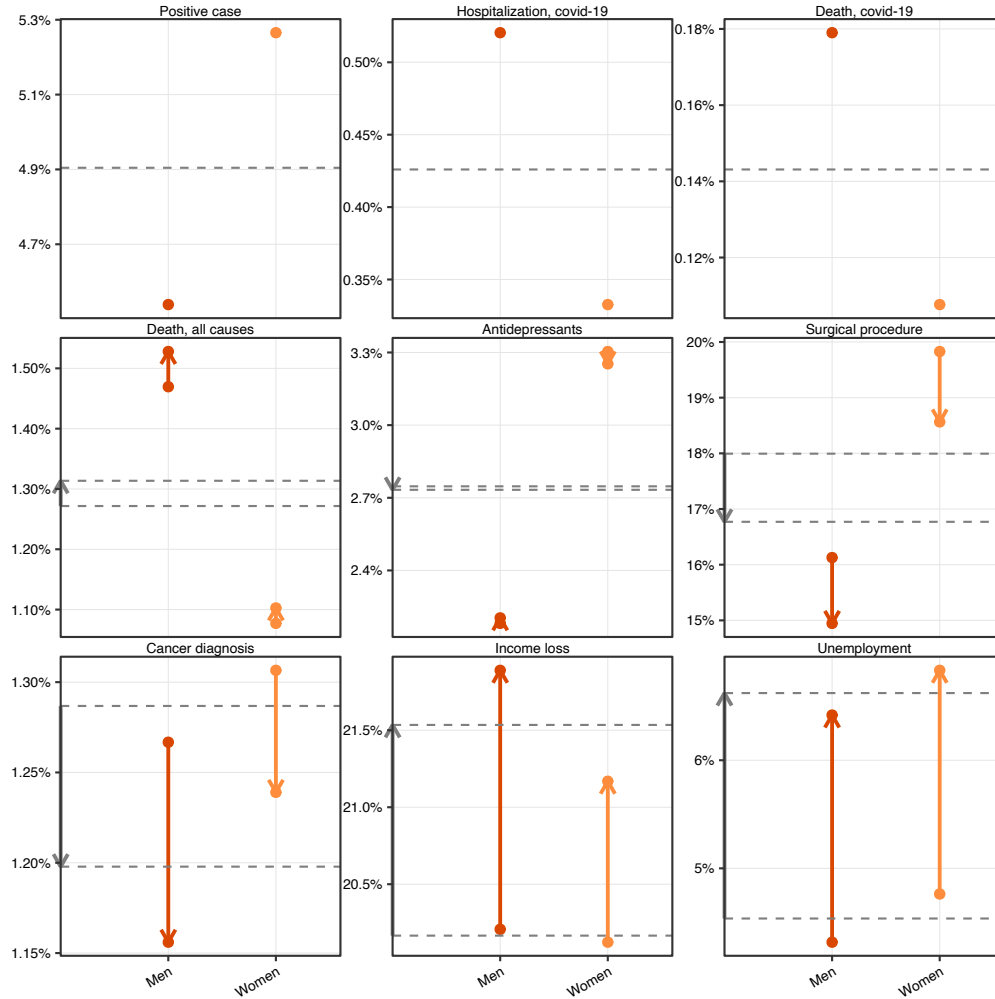 Positive case
Hospitalization, covid-19
Death, covid-19
5.3%
5.1%
4.9%
4.7%
0.50%
0.45%
0.40%
0.35%
0.18%
0.16%
0.14%
0.12%
Death, all causes
Antidepressants
Surgical procedure
1.50%
1.40%
1.30%
1.20%
1.10%
3.3%
3.0%
2.7%
2.4%
20%
19%
18%
17%
16%
15%
Cancer diagnosis
Income loss
Unemployment
1.30%
1.25%
1.20%
1.15%
21.5%
21.0%
20.5%
6%
5%
Men
Women
Men
Women
Men
Women